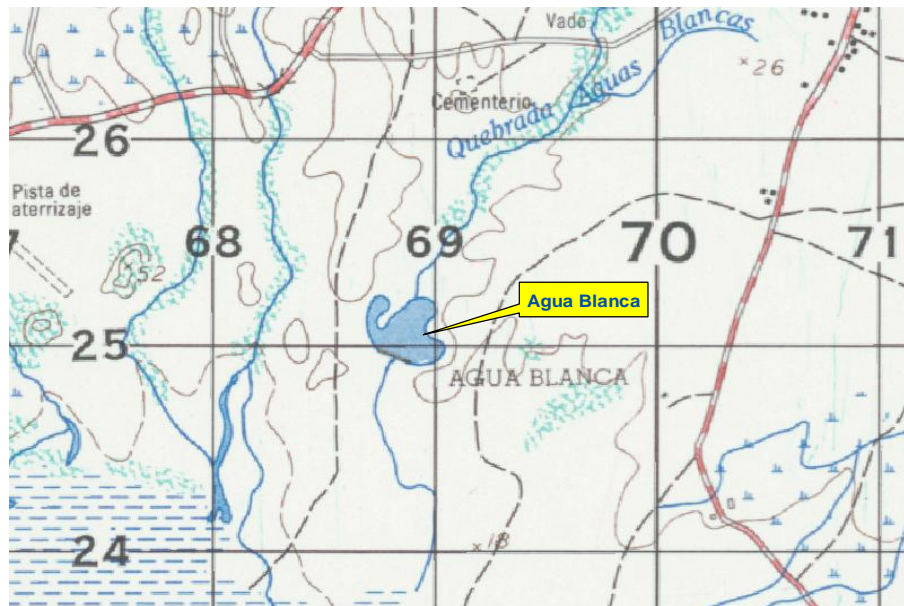 Vado
Quebrada Aguas Blancas
26
Cementerio
26
Pista de
aterrizaje
68
69
70
71
52
Agua Blanca
25
AGUA BLANCA
24
18